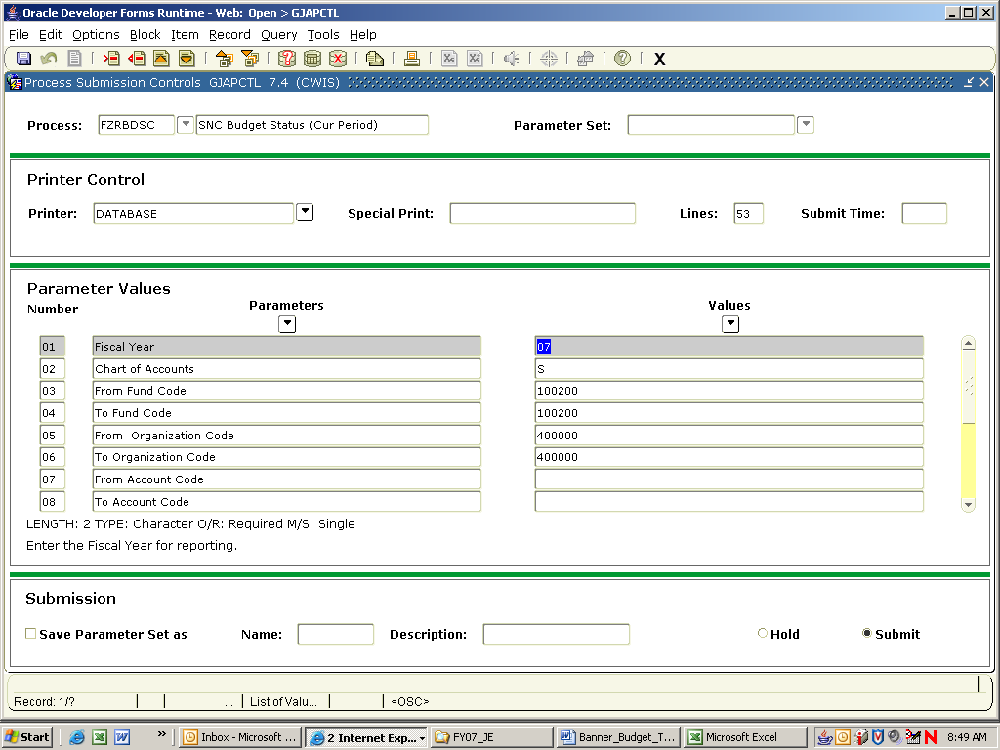 Oracle Developer Forms Runtime - Web: Open > GJAPCTL
File Edit Options Block Item Record Query Tools Help
X
Process Submission Controls GJAPCTL 7.4 (CWIS)
Process: FZRBDSC SNC Budget Status (Cur Period) Parameter Set:
Printer Control
Printer: DATABASE Special Print: Lines: 53 Submit Time:
Parameter Values
Number Parameters Values
01 Fiscal Year 07
02 Chart of Accounts S
03 From Fund Code 100200
04 To Fund Code 100200
05 From Organization Code 400000
06 To Organization Code 400000
07 From Account Code
08 To Account Code
LENGTH: 2 TYPE: Character O/R: Required M/S: Single
Enter the Fiscal Year for reporting.
Submission
Save Parameter Set as Name: Description: Hold Submit
Record: 1/? ... List of Valu... <OSC>
Start » Inbox - Microsoft ... 2 Internet Exp... FY07_JE Banner_Budget_T... Microsoft Excel 8:49 AM